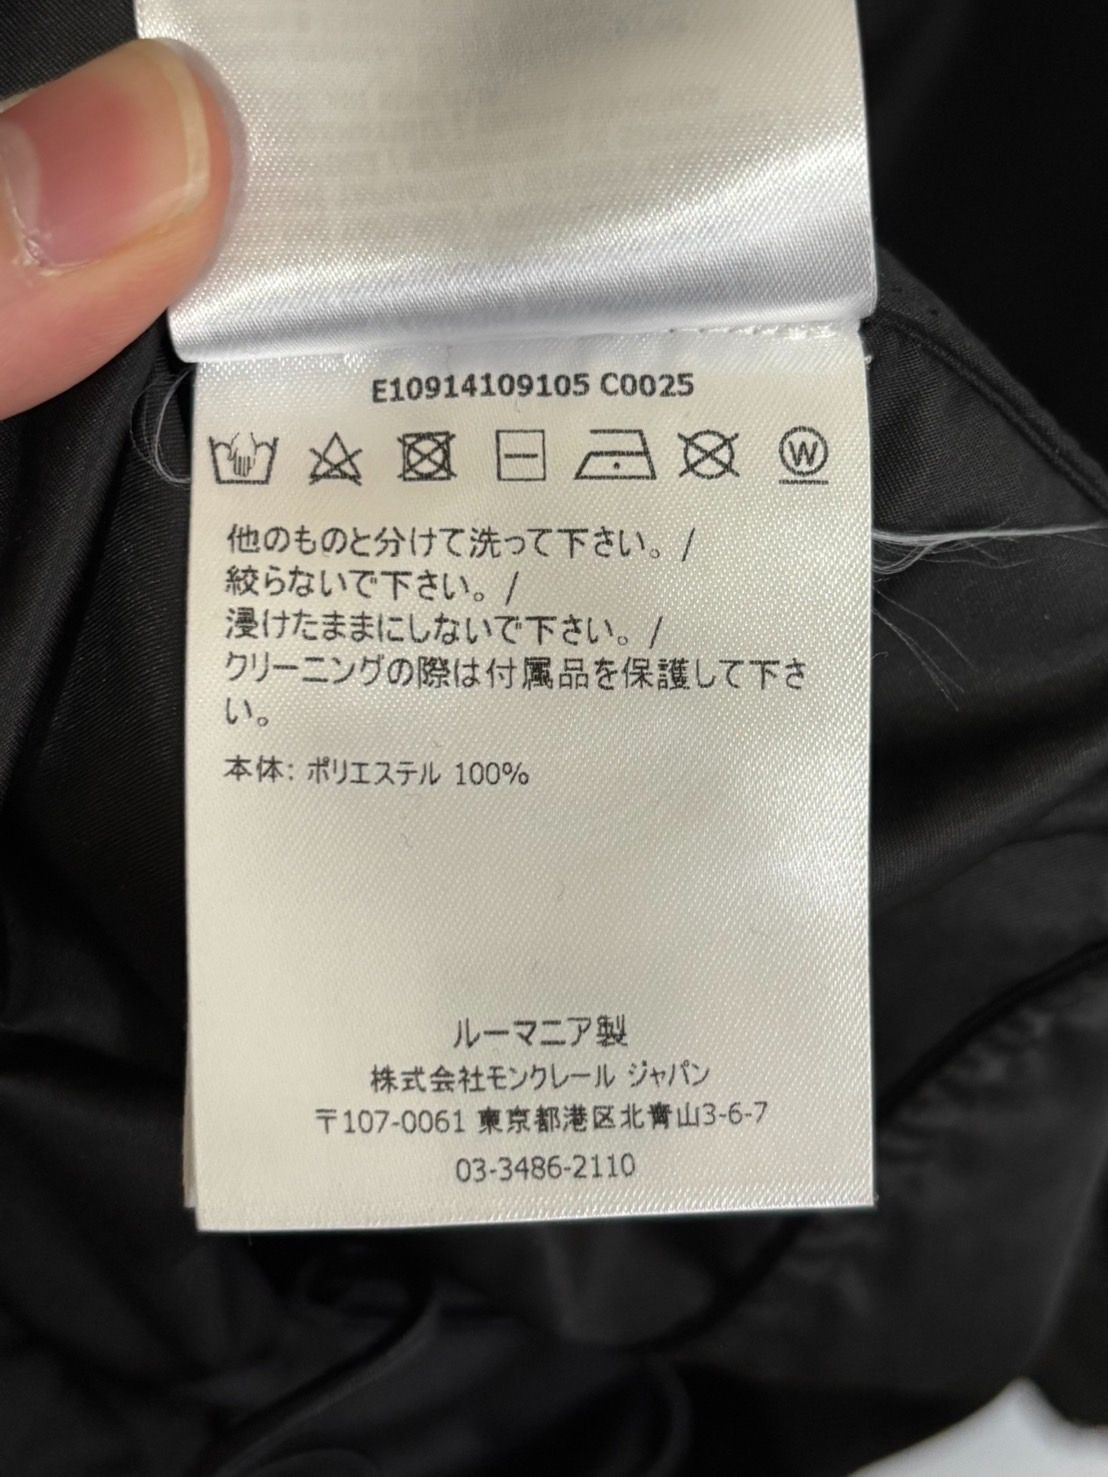 E10914109105 C0025
W
他のものと分けて洗って下さい。/
絞らないで下さい。/
浸けたままにしないで下さい。/
クリーニングの際は付属品を保護して下さ
い。
本体: ポリエステル 100%
ルーマニア製
株式会社モンクレール ジャパン
〒107-0061 東京都港区北青山3-6-7
03-3486-2110